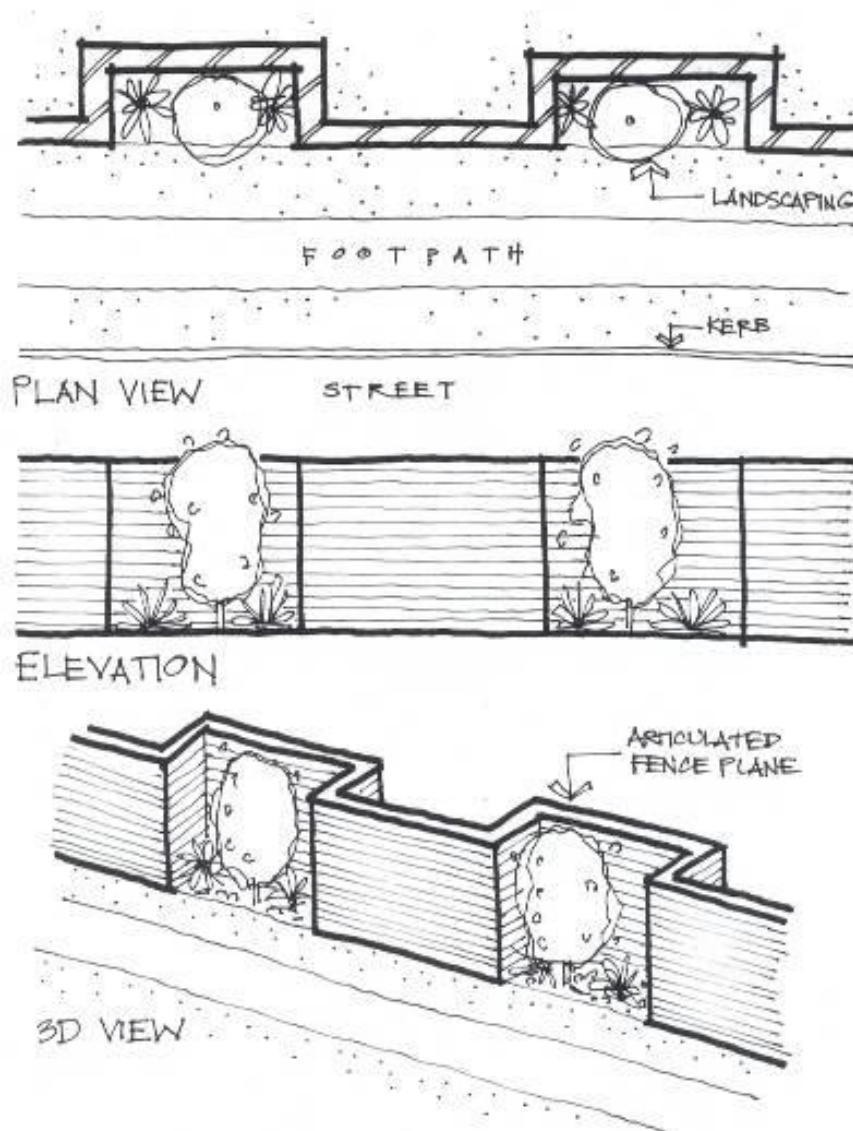 LANDSCAPING
FOOTPATH
KERB
PLAN VIEW
STREET
ELEVATION
ARTICULATED
FENCE PLANE
3D VIEW